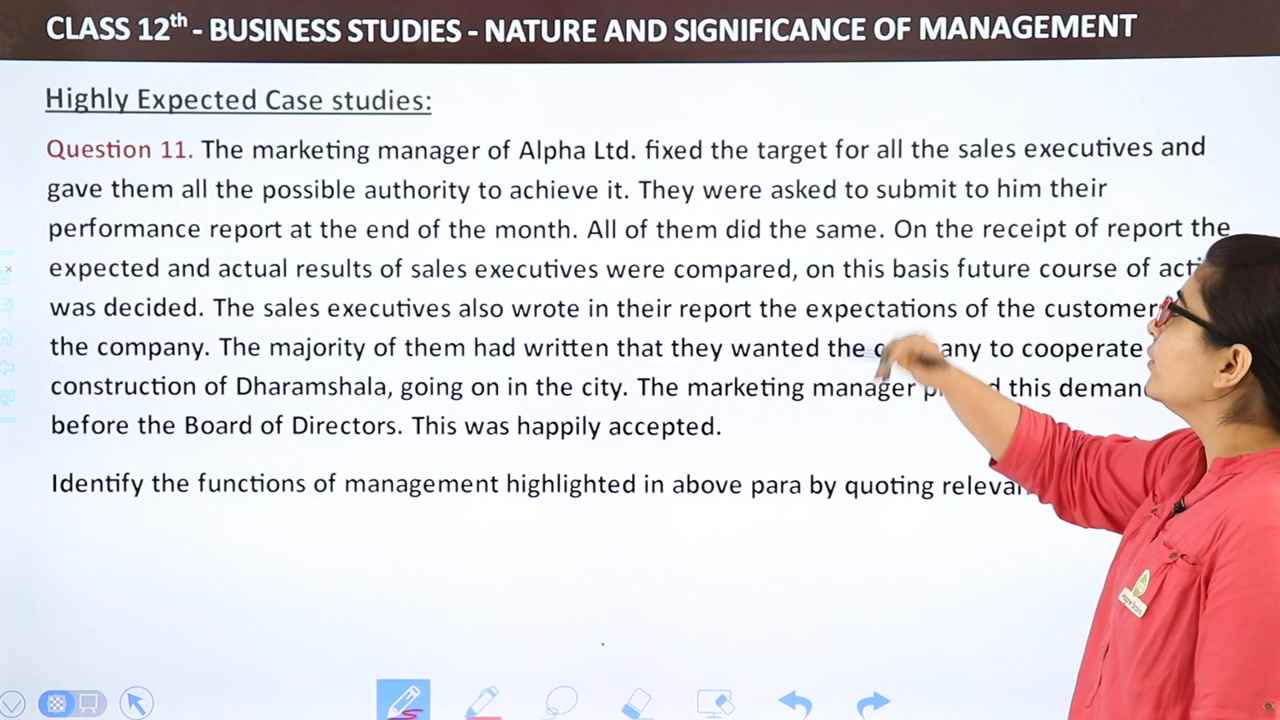 CLASS 12th - BUSINESS STUDIES - NATURE AND SIGNIFICANCE OF MANAGEMENT
Highly Expected Case studies:
Question 11. The marketing manager of Alpha Ltd. fixed the target for all the sales executives and
gave them all the possible authority to achieve it. They were asked to submit to him their
performance report at the end of the month. All of them did the same. On the receipt of report the
expected and actual results of sales executives were compared, on this basis future course of
was decided. The sales executives also wrote in their report the expectations of the customer
the company. The majority of them had written that they wanted the to cooperate
construction of Dharamshala, going on in the city. The marketing manager this
before the Board of Directors. This was happily accepted.
Identify the functions of management highlighted in above para by quoting